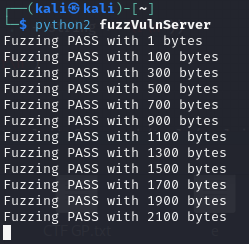 (kali㉿kali)-[~]
$ python2 fuzzVulnServer
Fuzzing PASS with 1 bytes
Fuzzing PASS with 100 bytes
Fuzzing PASS with 300 bytes
Fuzzing PASS with 500 bytes
Fuzzing PASS with 700 bytes
Fuzzing PASS with 900 bytes
Fuzzing PASS with 1100 bytes
Fuzzing PASS with 1300 bytes
Fuzzing PASS with 1500 bytes
Fuzzing PASS with 1700 bytes
Fuzzing PASS with 1900 bytes
Fuzzing PASS with 2100 bytes